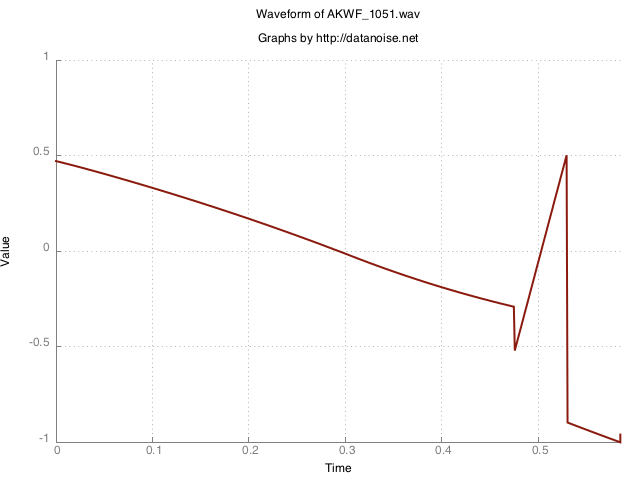 Waveform of AKWF_1051.wav
Graphs by http://datanoise.net
1
0.5
0
-0.5
-1
Value
0 0.1 0.2 0.3 0.4 0.5
Time